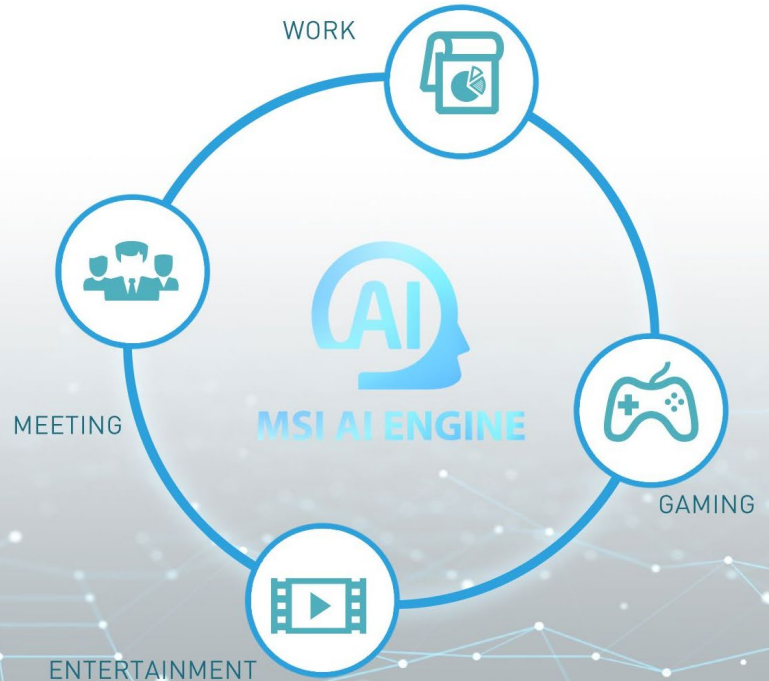 WORK
AI
MSI AI ENGINE
MEETING
GAMING
ENTERTAINMENT